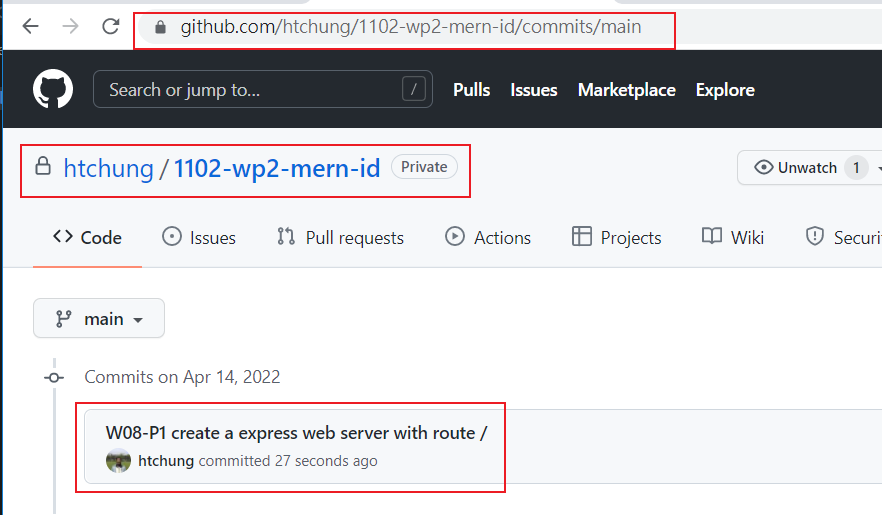 github.com/htchung/1102-wp2-mern-id/commits/main
Search or jump to... / Pulls Issues Marketplace Explore
htchung / 1102-wp2-mern-id Private Unwatch 1
Code Issues Pull requests Actions Projects Wiki Securi
main
Commits on Apr 14, 2022
W08-P1 create a express web server with route /
htchung committed 27 seconds ago